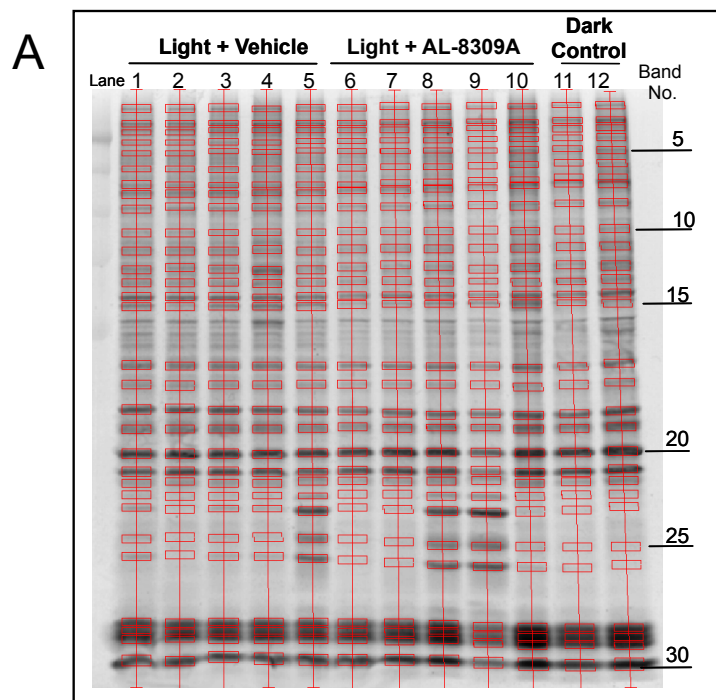 A
Light + Vehicle
Light + AL-8309A
Dark
Control
Lane 1 2 3 4 5 6 7 8 9 10 11 12
Band
No.
5
10
15
20
25
30